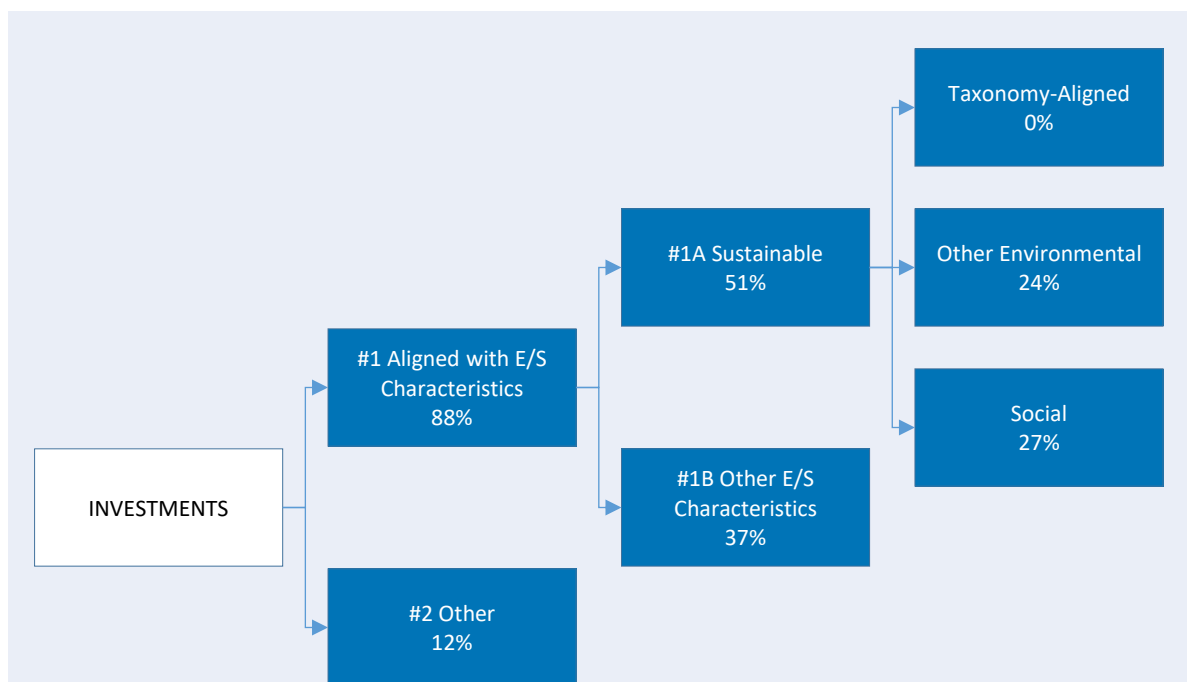 INVESTMENTS
#1 Aligned with E/S
Characteristics
88%
#2 Other
12%
#1A Sustainable
51%
#1B Other E/S
Characteristics
37%
Taxonomy-Aligned
0%
Other Environmental
24%
Social
27%